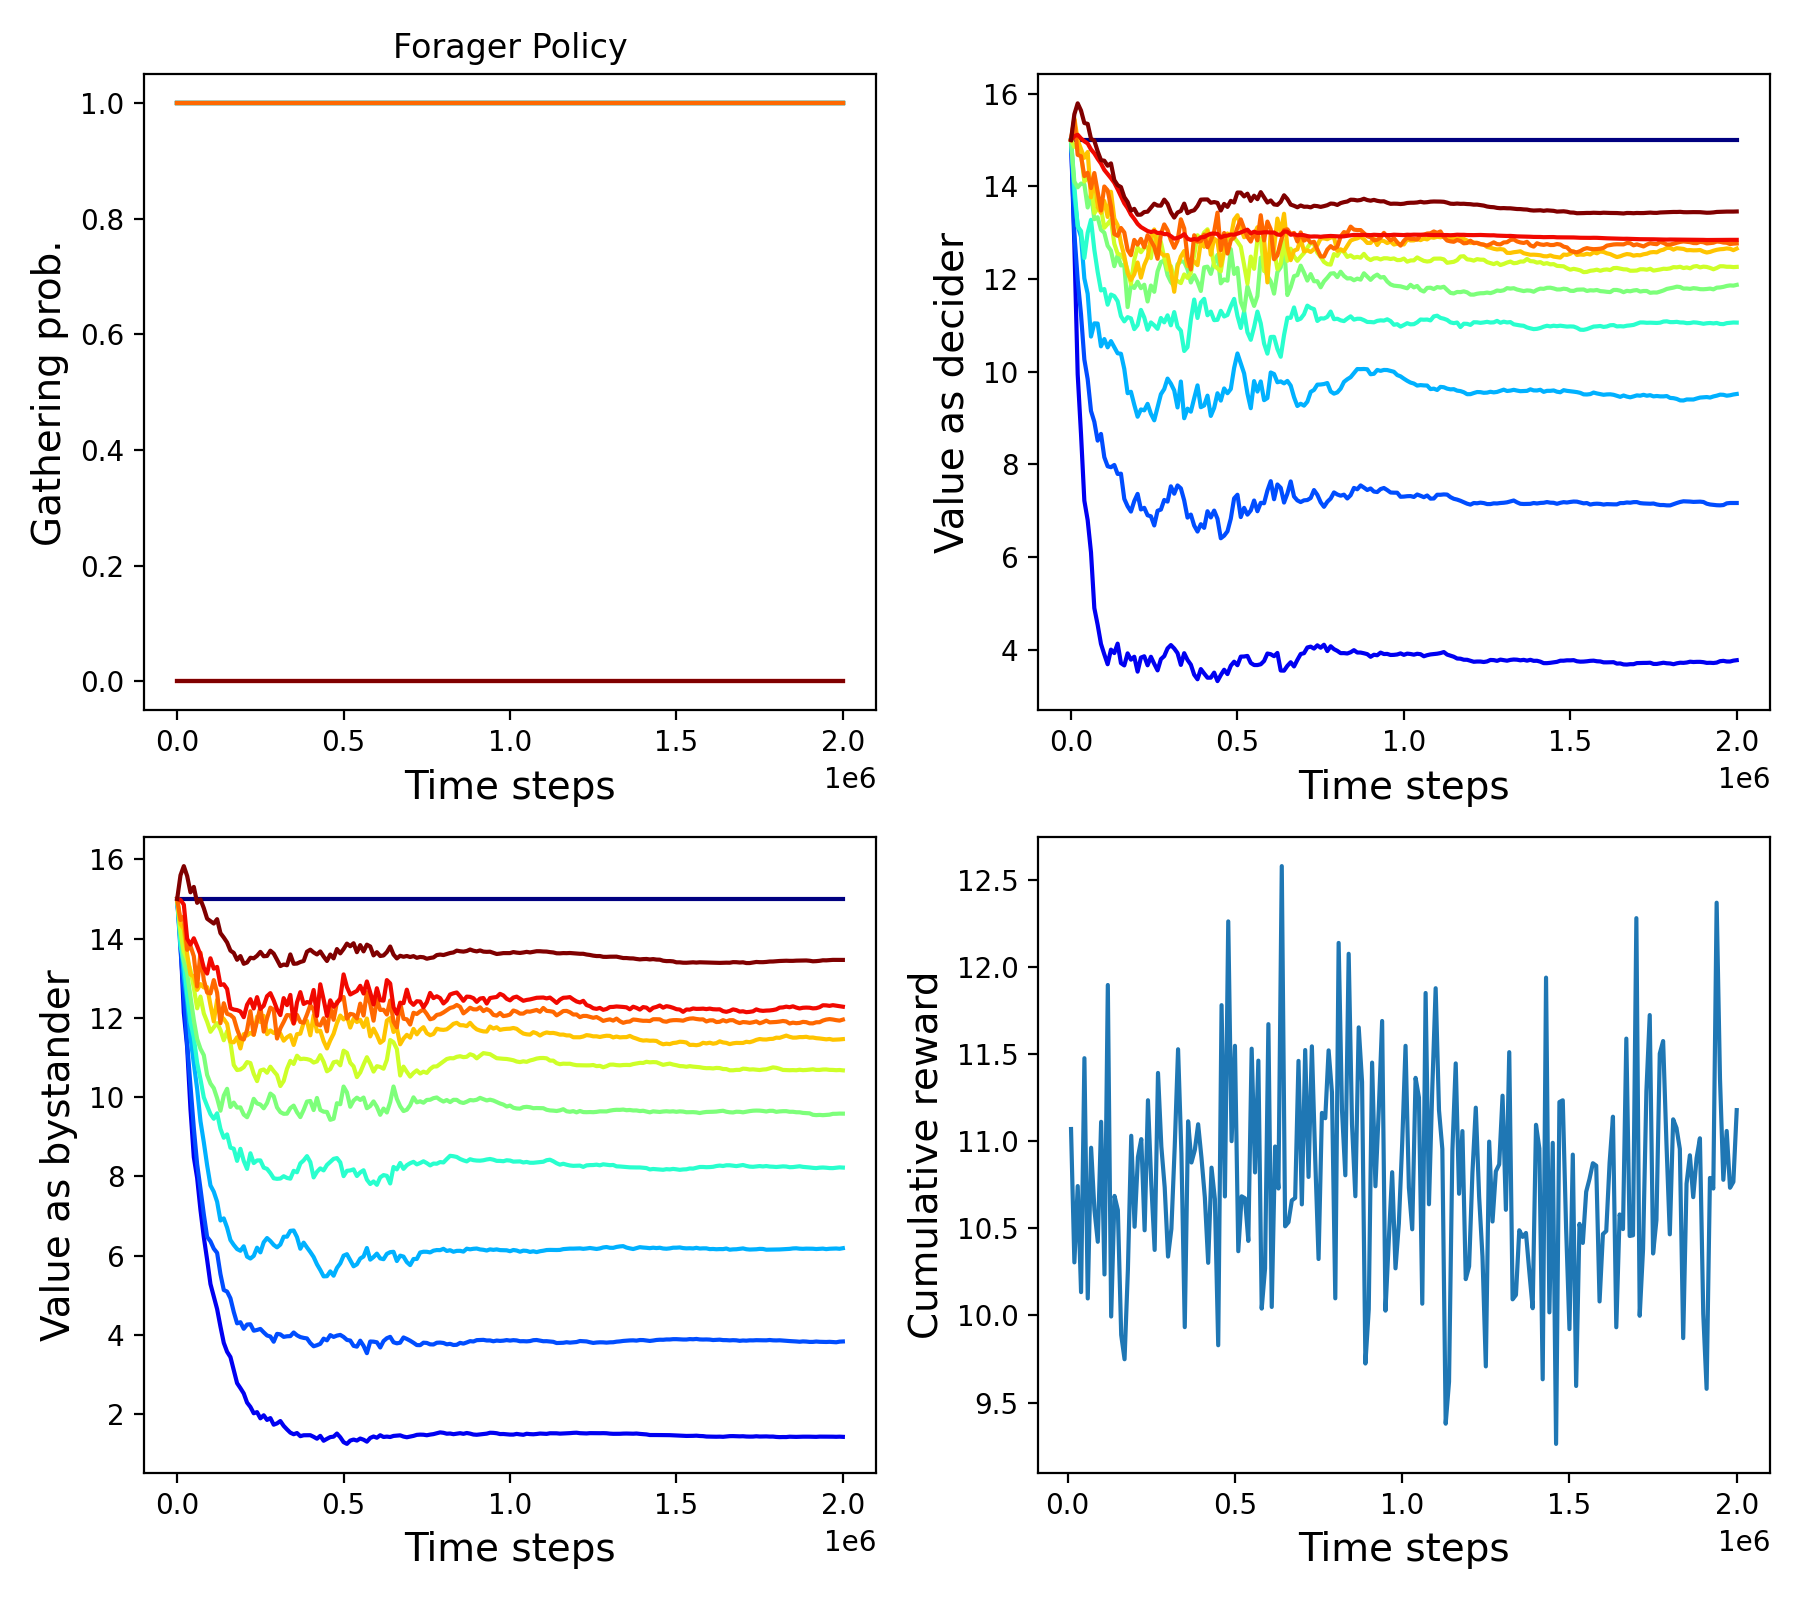 Forager Policy
Gathering prob.
1.0
0.8
0.6
0.4
0.2
0.0
0.0 0.5 1.0 1.5 2.0
1e6
Time steps
Value as decider
16
14
12
10
8
6
4
0.0 0.5 1.0 1.5 2.0
1e6
Time steps
Value as bystander
16
14
12
10
8
6
4
2
0.0 0.5 1.0 1.5 2.0
1e6
Time steps
Cumulative reward
12.5
12.0
11.5
11.0
10.5
10.0
9.5
0.0 0.5 1.0 1.5 2.0
1e6
Time steps